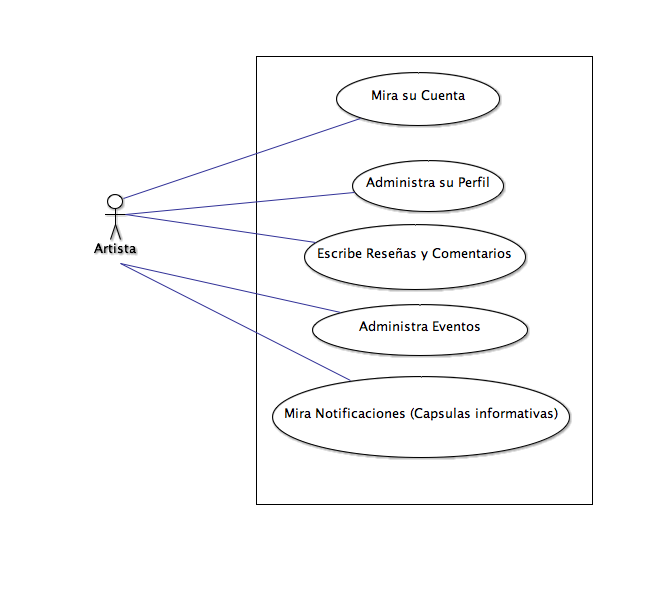 Mira su Cuenta
Administra su Perfil
Artista
Escribe Reseñas y Comentarios
Administra Eventos
Mira Notificaciones (Capsulas informativas)